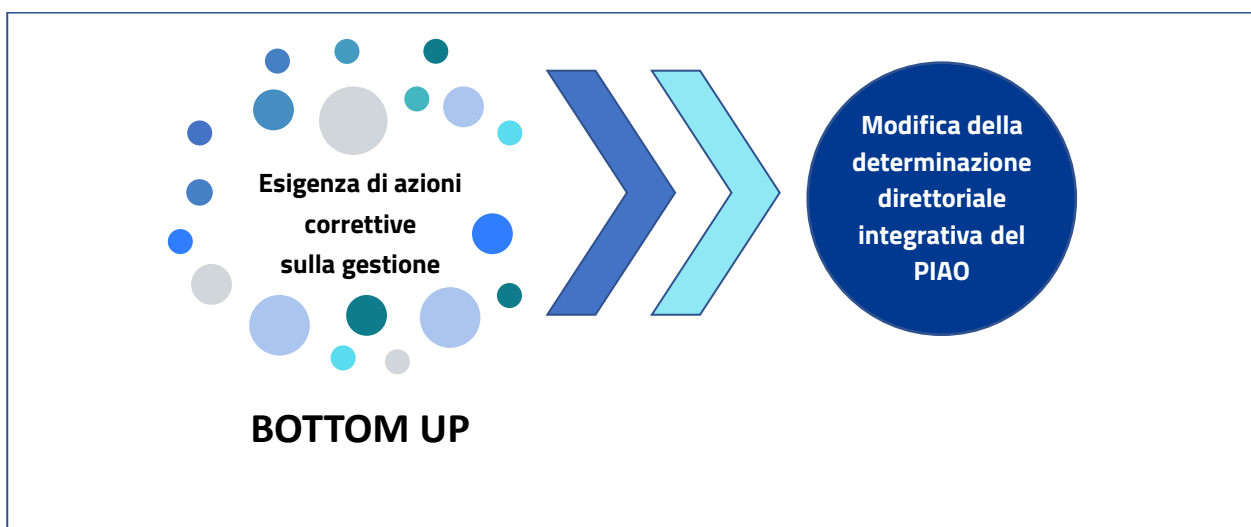 Esigenza di azioni
correttive
sulla gestione
BOTTOM UP
Modifica della
determinazione
direttoriale
integrativa del
PIAO